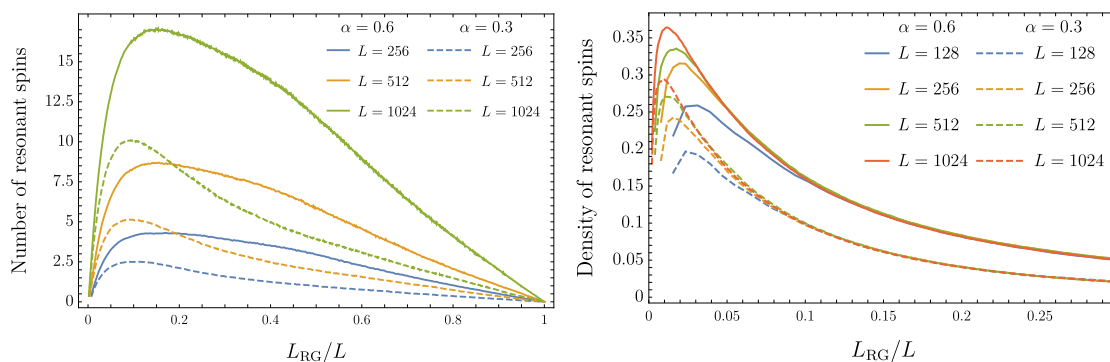 α = 0.6 α = 0.3
L = 256 L = 256
L = 512 L = 512
L = 1024 L = 1024
Number of resonant spins
15
12.5
10
7.5
5
2.5
0
0 0.2 0.4 0.6 0.8 1
L_RG/L
α = 0.6 α = 0.3
L = 128 L = 128
L = 256 L = 256
L = 512 L = 512
L = 1024 L = 1024
Density of resonant spins
0.35
0.3
0.25
0.2
0.15
0.1
0.05
0
0 0.05 0.1 0.15 0.2 0.25
L_RG/L